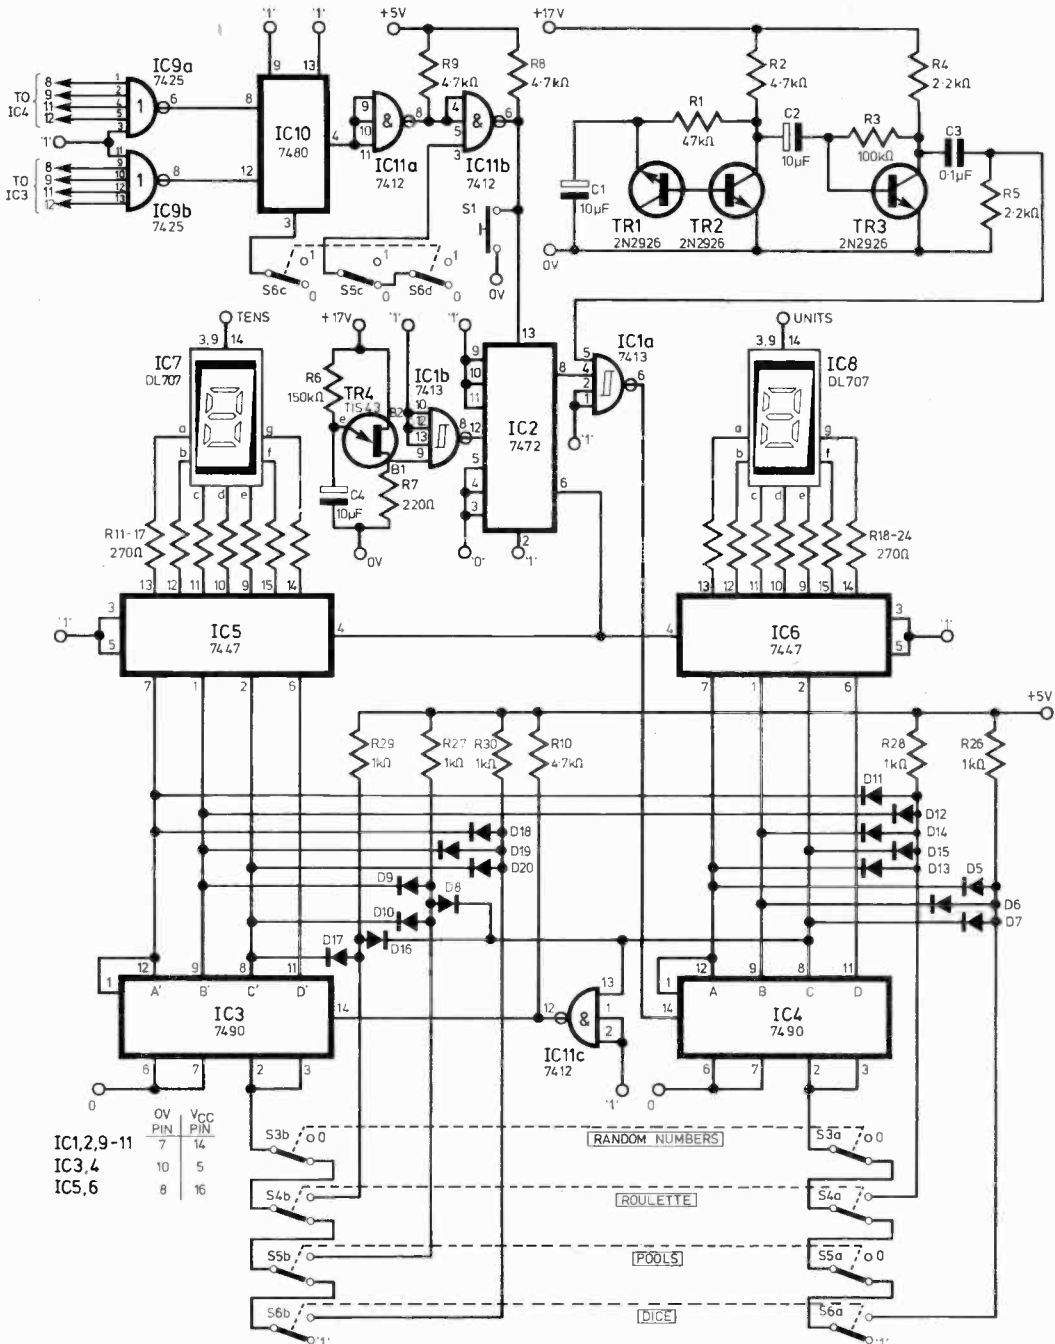 '1' '1' +5V +17V
9 13
IC9a
7425
R9
4·7kΩ
R8
4·7kΩ
R2
4·7kΩ
R4
2·2kΩ
TO
IC4
8
9
11
12
1
2
4
5
3
1
6
8
IC10
7480
4
9
10
11
&
8
4
5
3
&
6
IC11a
7412
IC11b
7412
R1
47kΩ
C2
10µF
R3
100kΩ
C3
0·1µF
'1'
TO
IC3
8
9
11
12
11
9
10
12
13
1
8
12
IC9b
7425
3
S1
C1
10µF
TR1
2N2926
TR2
2N2926
TR3
2N2926
R5
2·2kΩ
0V
0V
S6c
1
0
S5c
1
0
S6d
1
0
TENS
+17V
'1'
'1'
13
IC1a
7413
UNITS
IC7
DL707
3,9 14
R6
150kΩ
TR4
TIS43
e
B2
B1
IC1b
7413
10
12
13
9
8
12
9
10
11
5
4
3
IC2
7472
8
6
2
5
4
2
1
6
'1'
3,9 14
IC8
DL707
a
b
c
d
e
f
g
C4
10µF
R7
220Ω
0V
'0'
'1'
a
b
c
d
e
f
g
R11-17
270Ω
R18-24
270Ω
13 12 11 10 9 15 14
13 12 11 10 9 15 14
'1'
3
5
IC5
7447
4
4
IC6
7447
3
5
'1'
7 1 2 6
7 1 2 6
+5V
R29
1kΩ
R27
1kΩ
R30
1kΩ
R10
4·7kΩ
R28
1kΩ
R26
1kΩ
D11
D12
D18
D14
D19
D15
D20
D13
D9
D8
D5
D6
D10
D7
D17
D16
12 9 8 11
1
A' B' C' D'
IC3
7490
14
12
&
13
1
2
IC11c
7412
'1'
12 9 8 11
1
A B C D
14
IC4
7490
6 7 2 3
6 7 2 3
0
0
0V
PIN
VCC
PIN
IC1,2,9-11 7 14
IC3,4 10 5
IC5,6 8 16
S3b 0 RANDOM NUMBERS S3a 0
S4b ROULETTE S4a
S5b POOLS S5a 0
S6b DICE S6a
'1' '1'